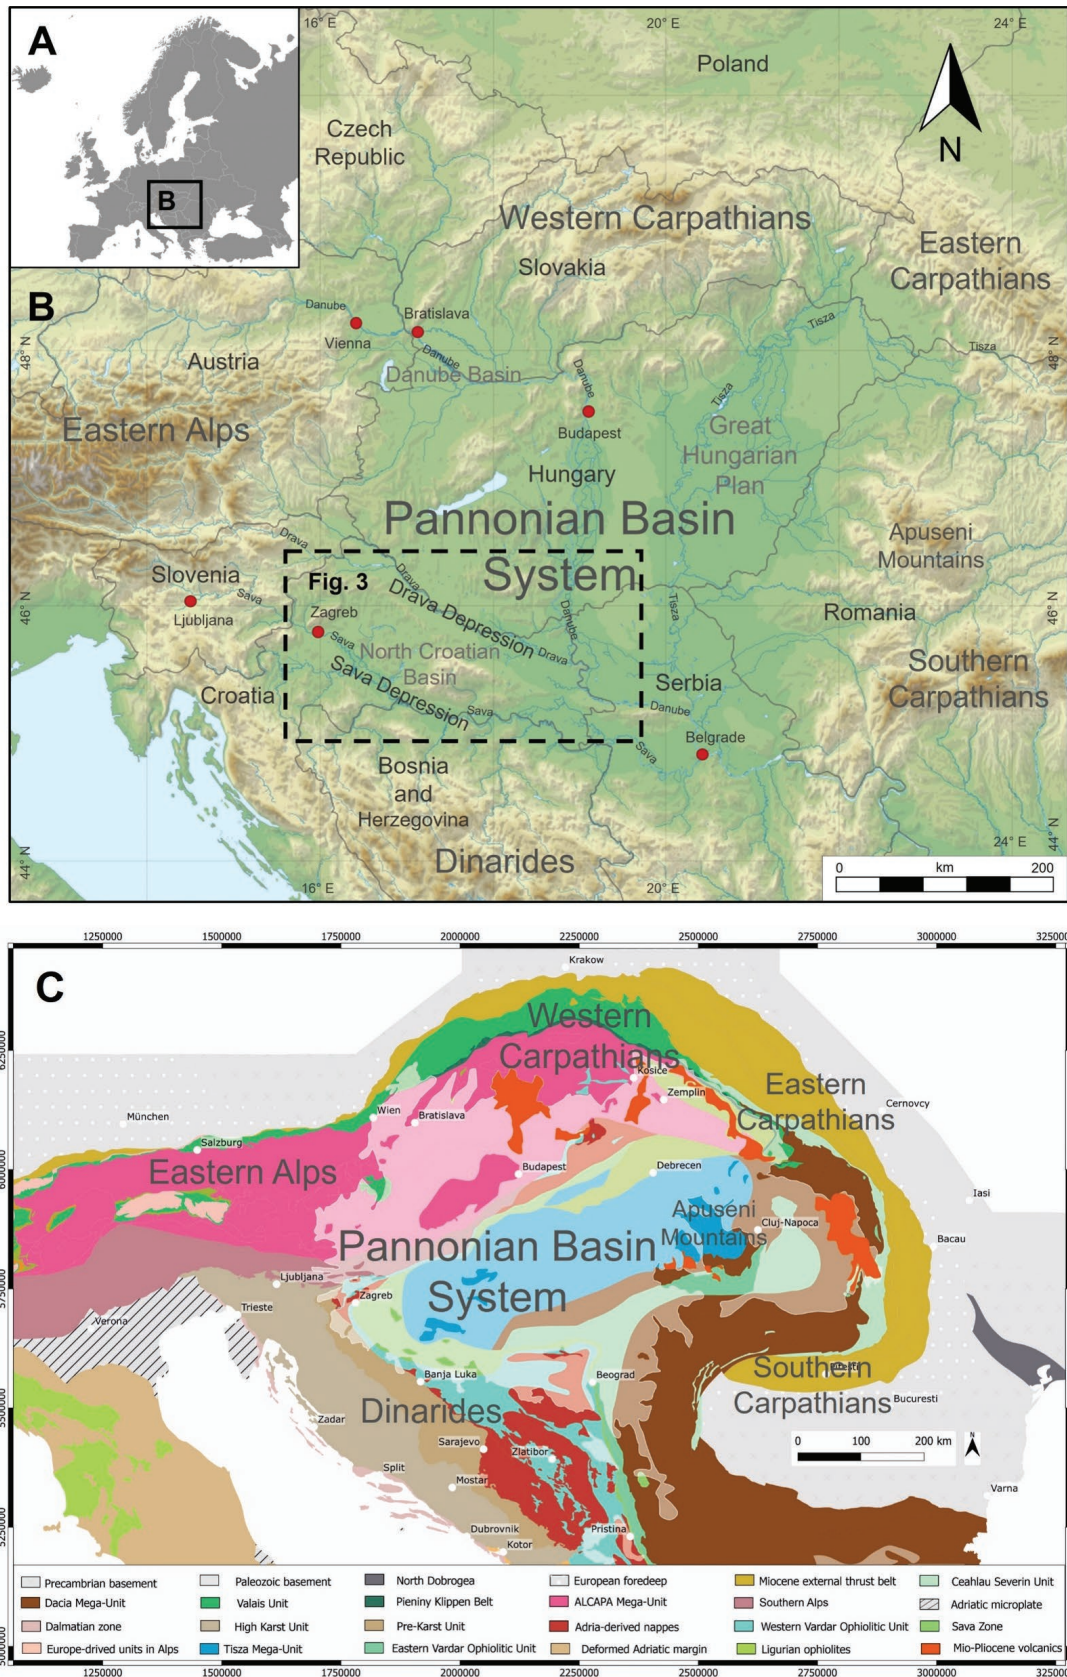 A
B
16° E
20° E
24° E
Poland
N
Czech
Republic
Western Carpathians
Slovakia
Eastern
Carpathians
B
Danube
Bratislava
Vienna
Danube
Danube Basin
Tisza
Tisza
48° N
48° N
Austria
Danube
Tisza
Eastern Alps
Budapest
Great
Hungarian
Plan
Hungary
Pannonian Basin
System
Apuseni
Mountains
Drava
Slovenia
Fig. 3
Drava
Drava Depression
Sava
Ljubljana
Zagreb
Danube
Tisza
Romania
46° N
46° N
Sava
North Croatian
Basin
Drava
Sava Depression
Southern
Carpathians
Croatia
Serbia
Sava
Danube
Belgrade
Sava
Bosnia
and
Herzegovina
Dinarides
44° N
44° N
24° E
16° E
20° E
0 km 200
1250000 1500000 1750000 2000000 2250000 2500000 2750000 3000000 325000
C
Krakow
Western
Carpathians
6250000
Kosice
Zemplin
Eastern
Carpathians
Cernovcy
München
Wien
Bratislava
Salzburg
Eastern Alps
6000000
Budapest
Debrecen
Iasi
Apuseni
Mountains
Cluj-Napoca
Bacau
Pannonian Basin
System
Ljubljana
5750000
Zagreb
Trieste
Verona
Banja Luka
Beograd
Southern
Carpathians
Bucuresti
Dinarides
5500000
Zadar
Sarajevo
Zlatibor
0 100 200 km
N
Split
Mostar
Varna
5250000
Dubrovnik
Kotor
Pristina
Precambrian basement
Paleozoic basement
North Dobrogea
European foredeep
Miocene external thrust belt
Ceahlau Severin Unit
Dacia Mega-Unit
Valais Unit
Pieniny Klippen Belt
ALCAPA Mega-Unit
Southern Alps
Adriatic microplate
Dalmatian zone
High Karst Unit
Pre-Karst Unit
Adria-derived nappes
Western Vardar Ophiolitic Unit
Sava Zone
Europe-drived units in Alps
Tisza Mega-Unit
Eastern Vardar Ophiolitic Unit
Deformed Adriatic margin
Ligurian ophiolites
Mio-Pliocene volcanics
5000000
1250000 1500000 1750000 2000000 2250000 2500000 2750000 3000000 325000